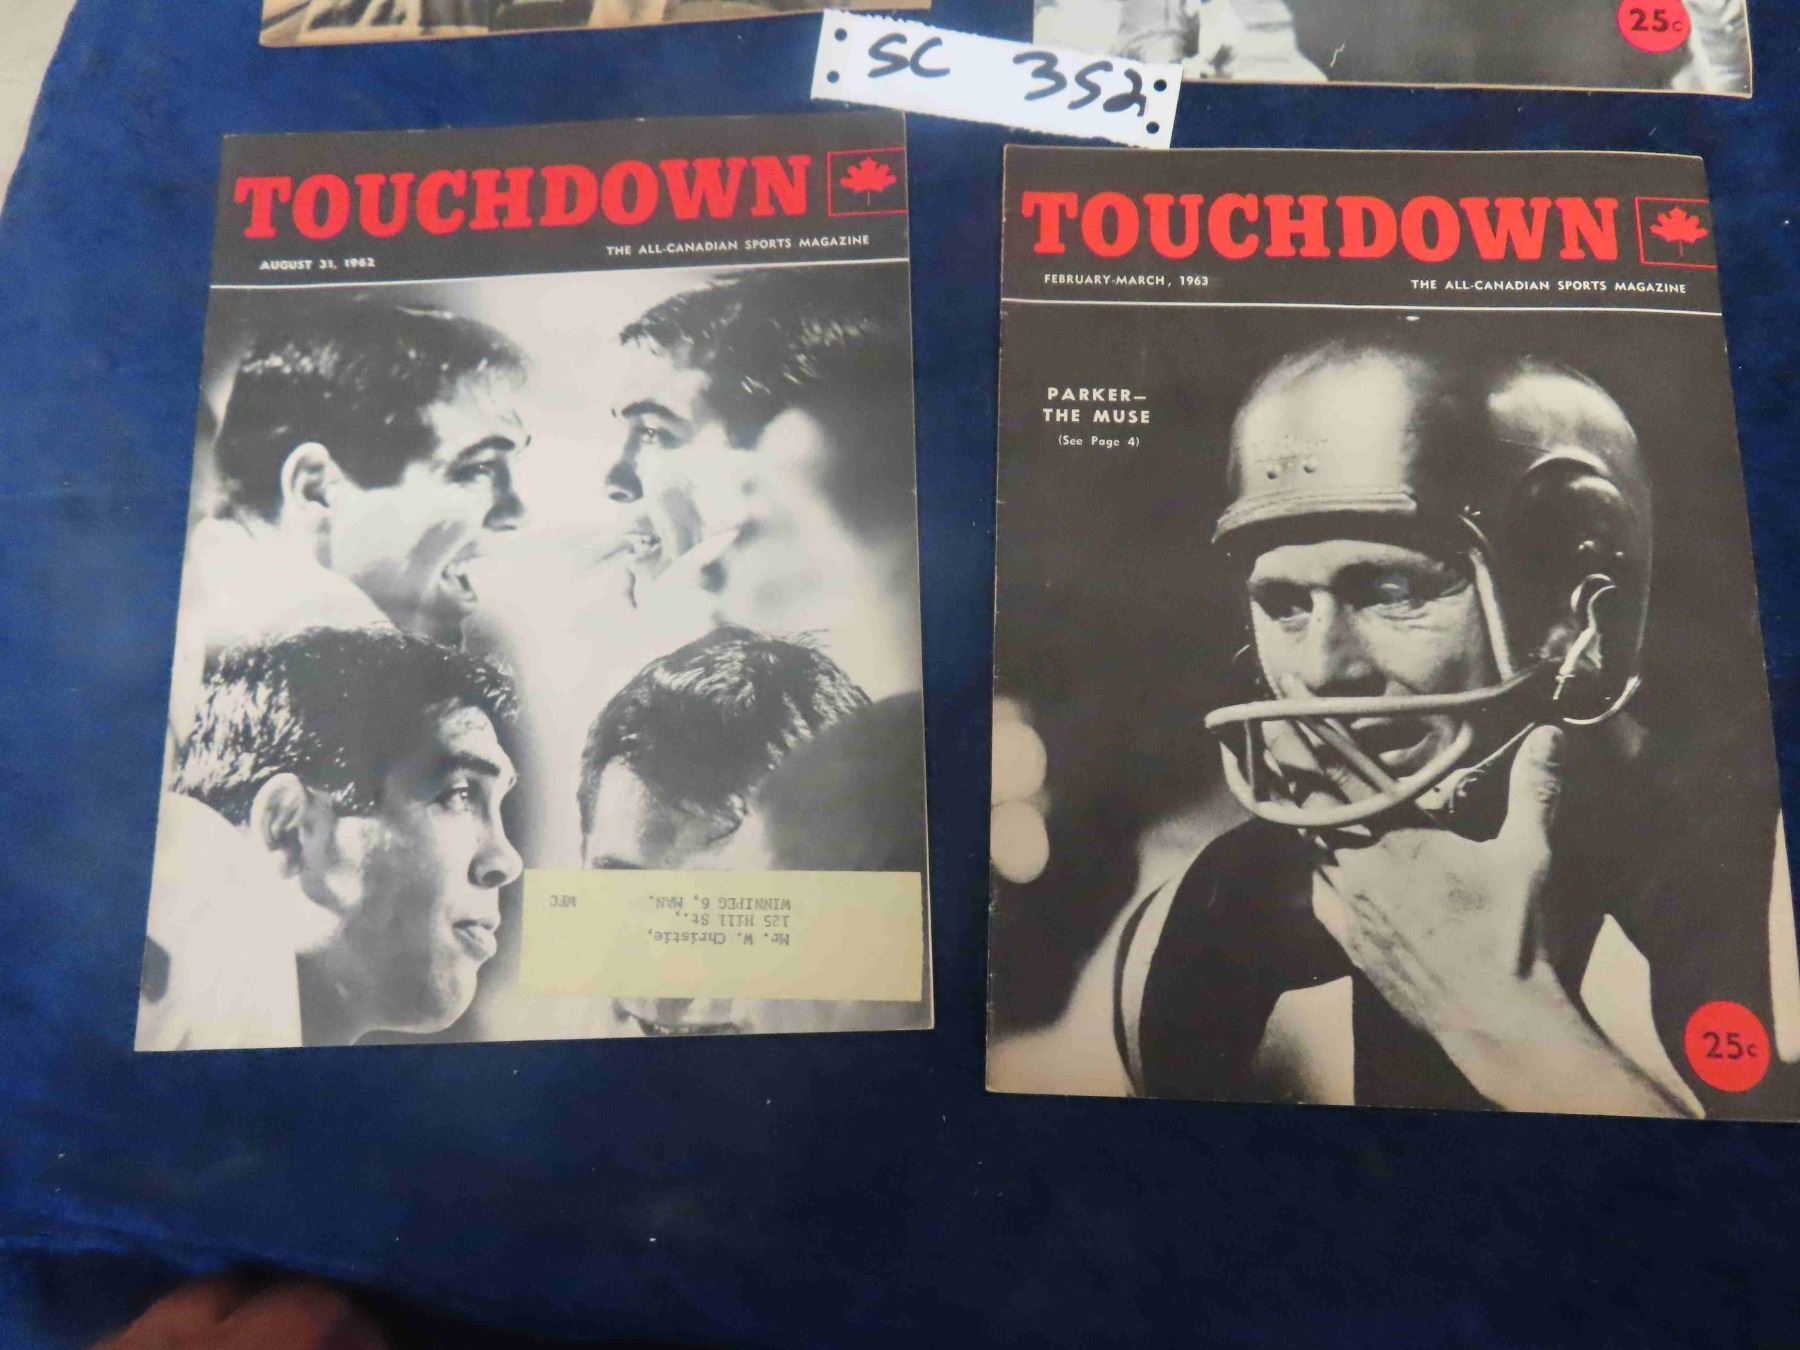 25c
SC 352
TOUCHDOWN
AUGUST 31, 1962
THE ALL-CANADIAN SPORTS MAGAZINE
Mr. W. Christie,
125 Hill St.,
WINNIPEG 6, MAN. WFC
TOUCHDOWN
FEBRUARY-MARCH, 1963
THE ALL-CANADIAN SPORTS MAGAZINE
PARKER—
THE MUSE
(See Page 4)
25c